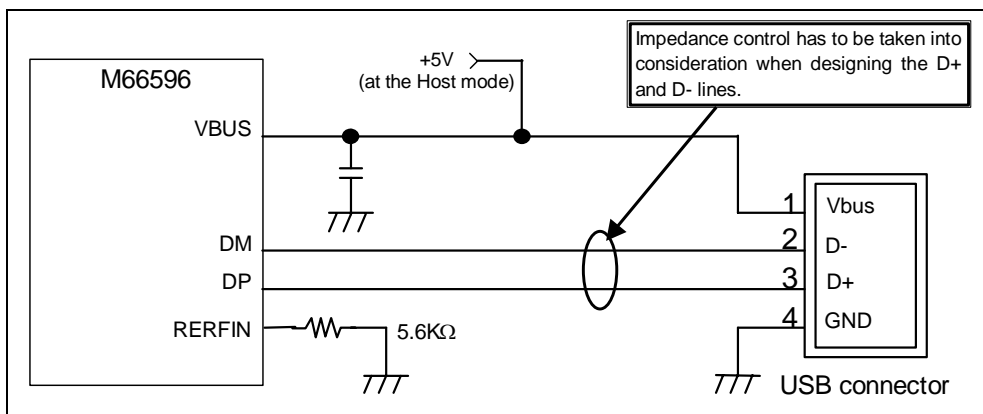 Impedance control has to be taken into
consideration when designing the D+
and D- lines.
+5V
(at the Host mode)
M66596
VBUS
DM
DP
RERFIN
5.6KΩ
1 Vbus
2 D-
3 D+
4 GND
USB connector